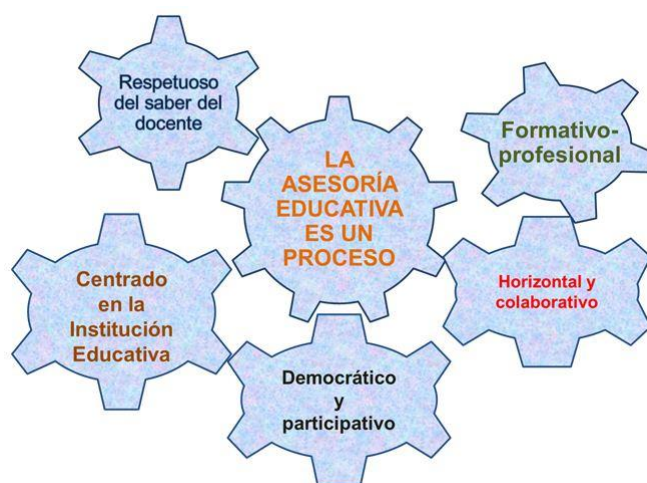 Respetuoso
del saber del
docente
LA
ASESORÍA
EDUCATIVA
ES UN
PROCESO
Formativo-
profesional
Centrado
en la
Institución
Educativa
Horizontal y
colaborativo
Democrático
y
participativo